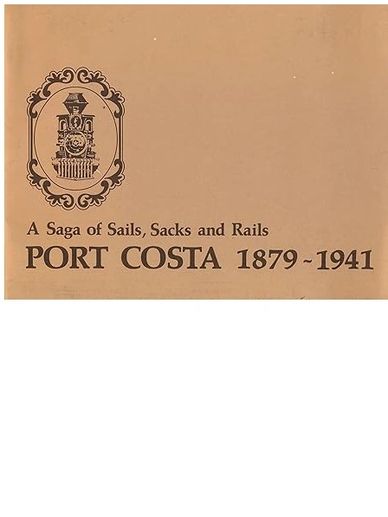 A Saga of Sails, Sacks and Rails
PORT COSTA 1879~1941